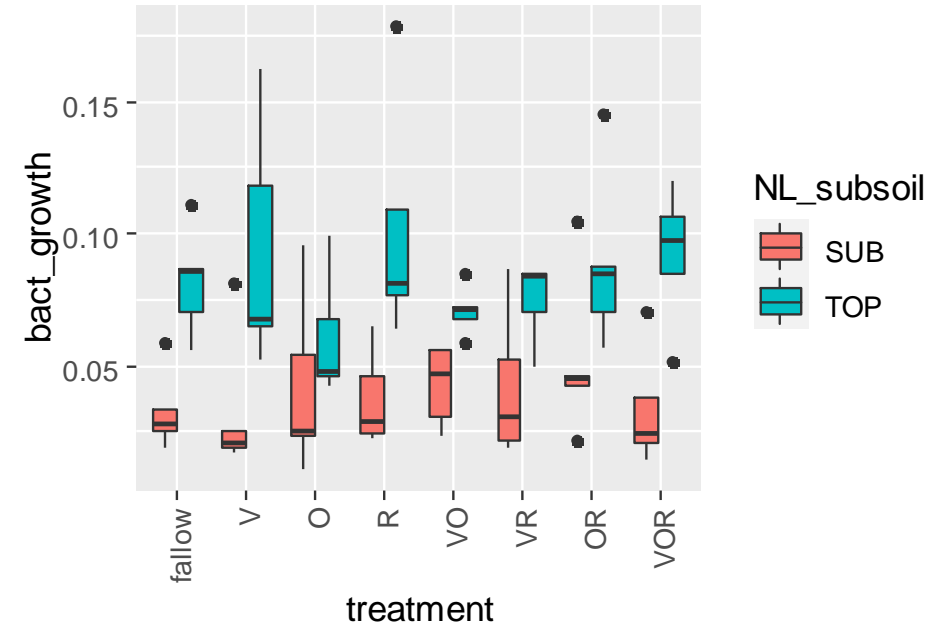 bact_growth
0.15
0.10
0.05
fallow
V
O
R
VO
VR
OR
VOR
treatment
NL_subsoil
SUB
TOP